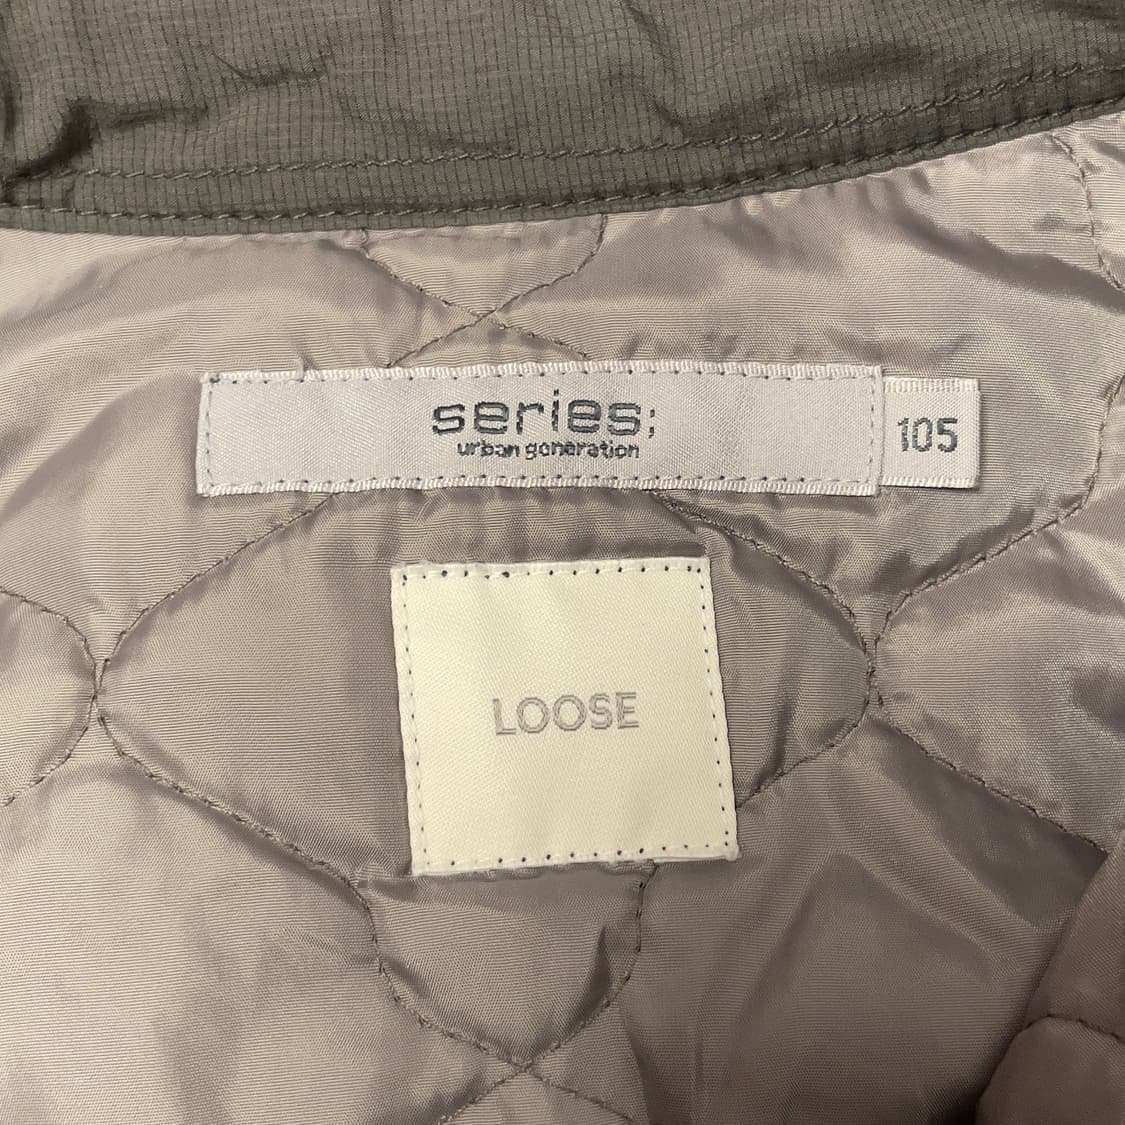 series;
urban generation
105
LOOSE